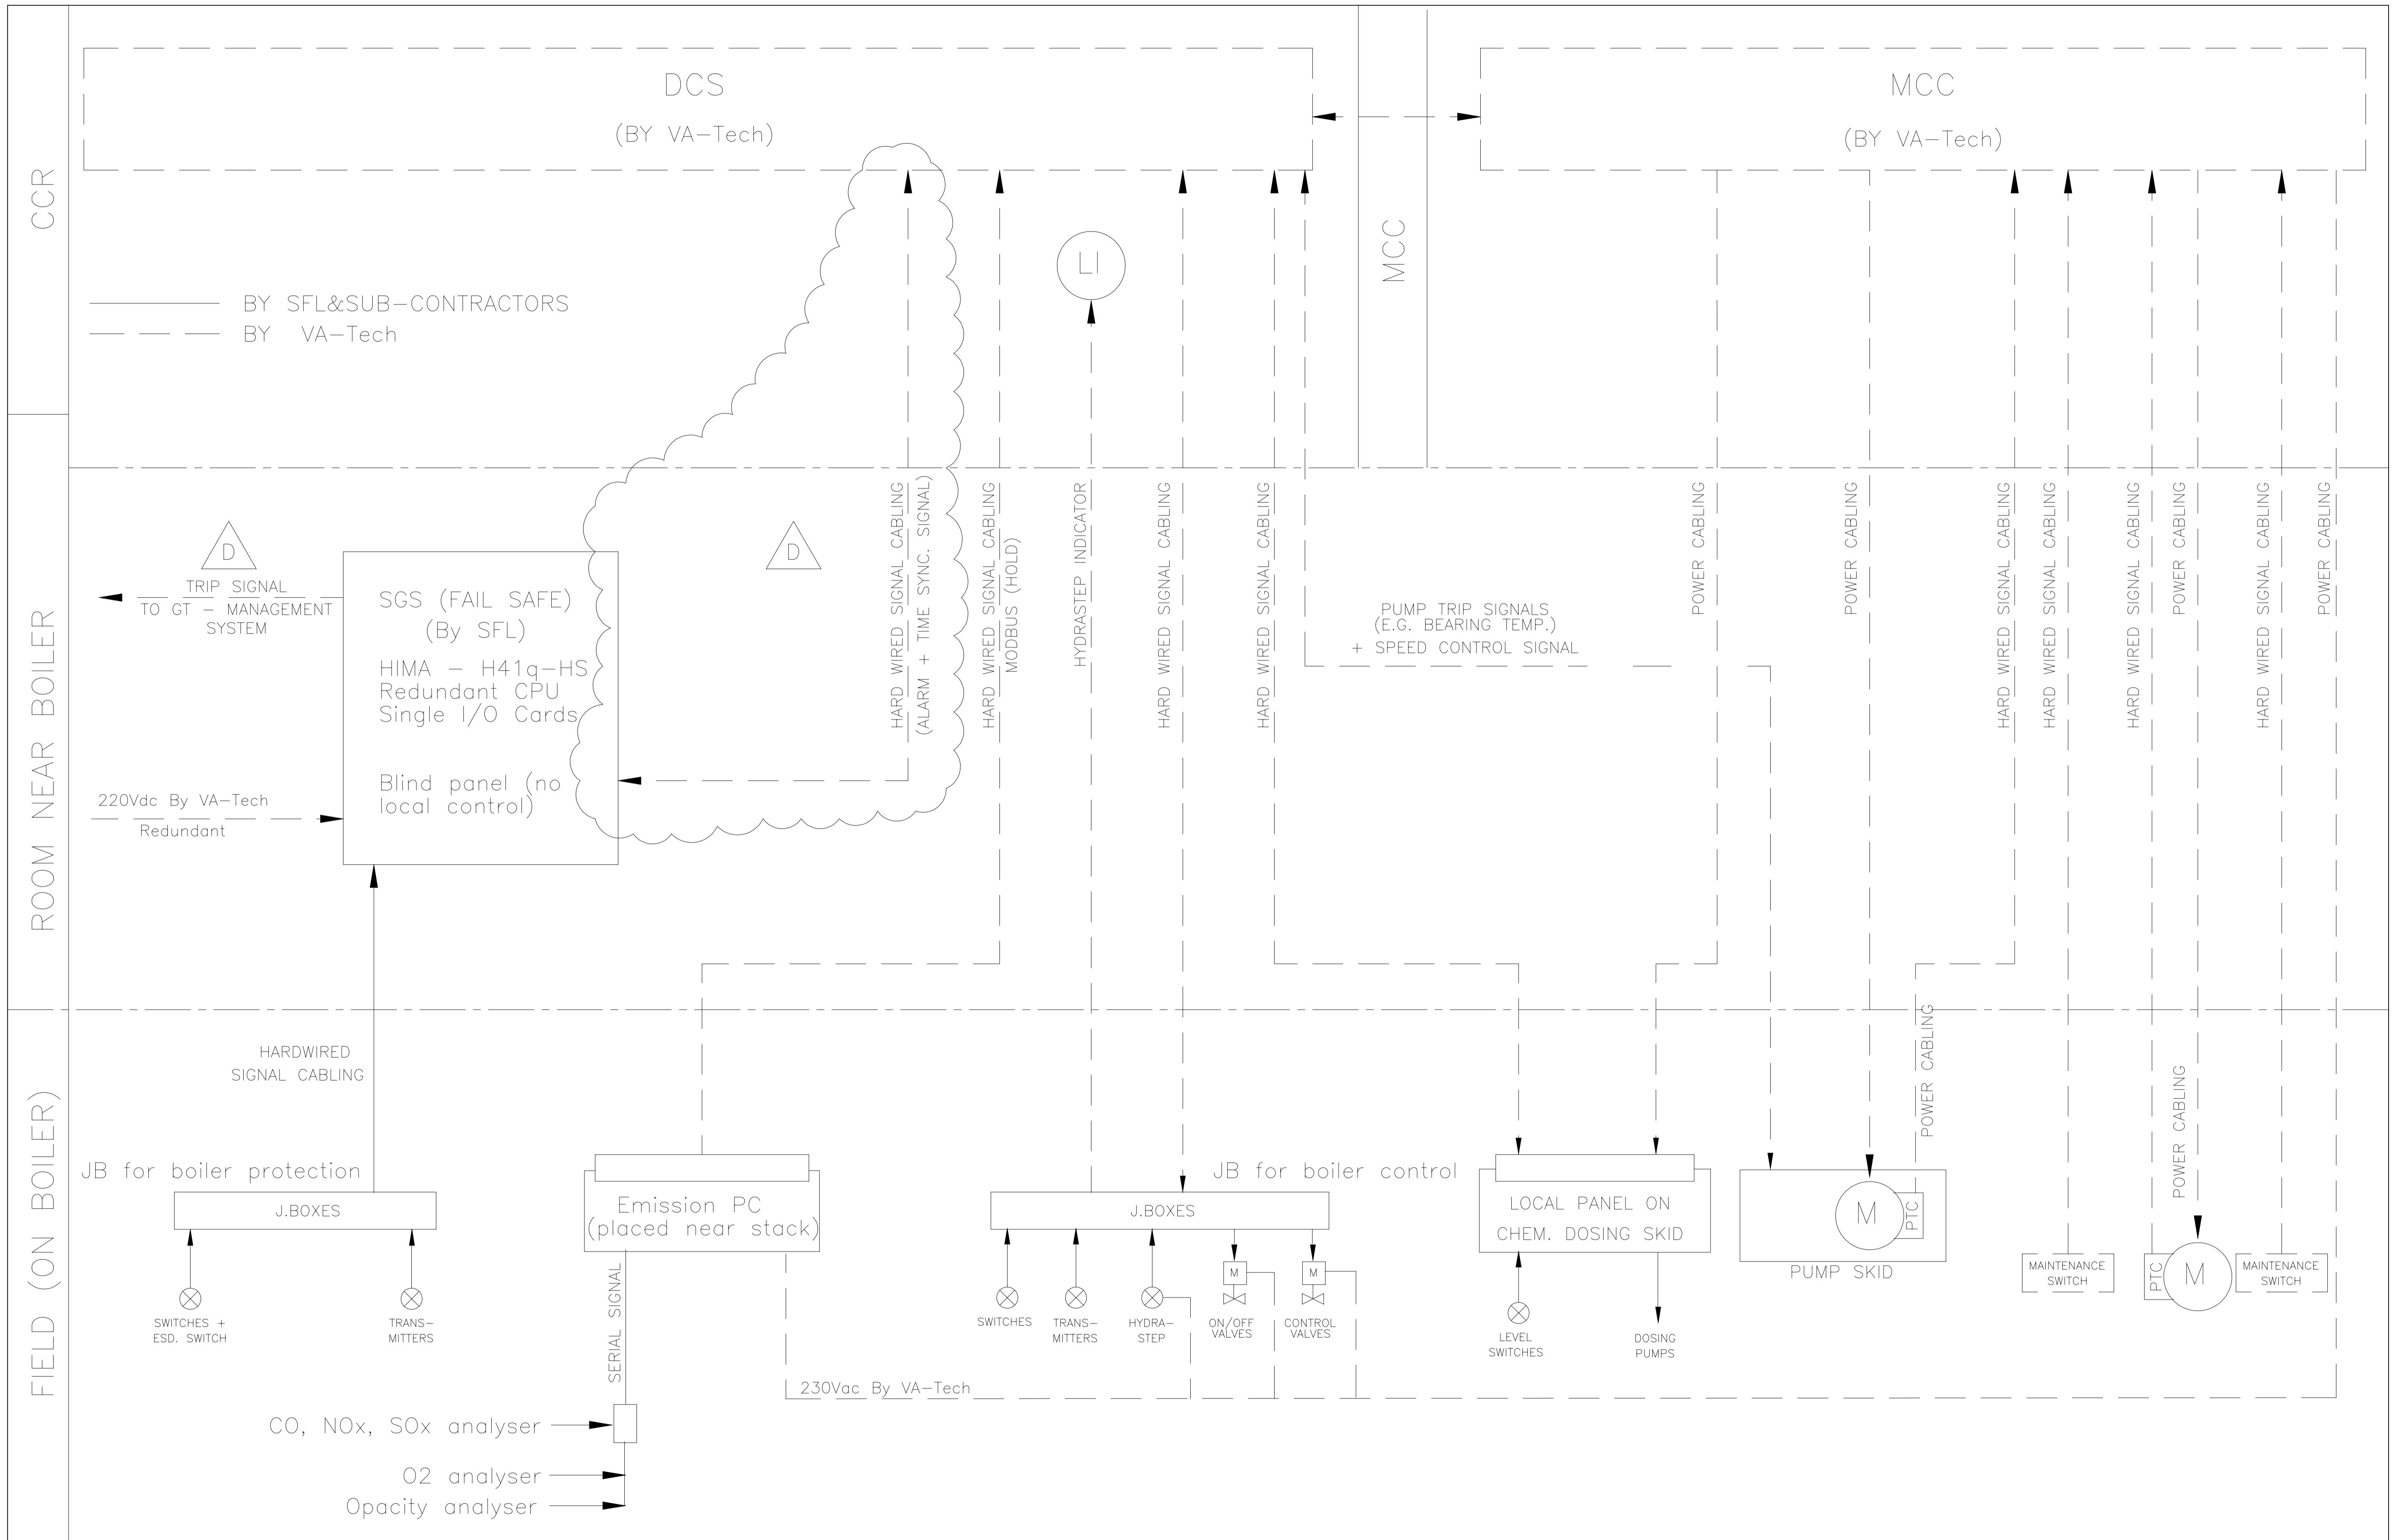 CCR
ROOM NEAR BOILER
FIELD (ON BOILER)
DCS
(BY VA-Tech)
MCC
MCC
(BY VA-Tech)
LI
BY SFL&SUB-CONTRACTORS
BY VA-Tech
D
TRIP SIGNAL
TO GT - MANAGEMENT
SYSTEM
220Vdc By VA-Tech
Redundant
SGS (FAIL SAFE)
(By SFL)
HIMA - H41q-HS
Redundant CPU
Single I/O Cards
Blind panel (no
local control)
D
HARD WIRED SIGNAL CABLING
(ALARM + TIME SYNC. SIGNAL)
HARD WIRED SIGNAL CABLING
MODBUS (HOLD)
HYDRASTEP INDICATOR
HARD WIRED SIGNAL CABLING
HARD WIRED SIGNAL CABLING
PUMP TRIP SIGNALS
(E.G. BEARING TEMP.)
+ SPEED CONTROL SIGNAL
POWER CABLING
POWER CABLING
HARD WIRED SIGNAL CABLING
HARD WIRED SIGNAL CABLING
HARD WIRED SIGNAL CABLING
POWER CABLING
HARD WIRED SIGNAL CABLING
POWER CABLING
HARDWIRED
SIGNAL CABLING
JB for boiler protection
J.BOXES
SWITCHES +
ESD. SWITCH
TRANS-
MITTERS
Emission PC
(placed near stack)
SERIAL SIGNAL
CO, NOx, SOx analyser
O2 analyser
Opacity analyser
230Vac By VA-Tech
JB for boiler control
J.BOXES
SWITCHES
TRANS-
MITTERS
HYDRA-
STEP
M
ON/OFF
VALVES
M
CONTROL
VALVES
LOCAL PANEL ON
CHEM. DOSING SKID
LEVEL
SWITCHES
DOSING
PUMPS
POWER CABLING
M
PTC
PUMP SKID
MAINTENANCE
SWITCH
POWER CABLING
PTC
M
MAINTENANCE
SWITCH